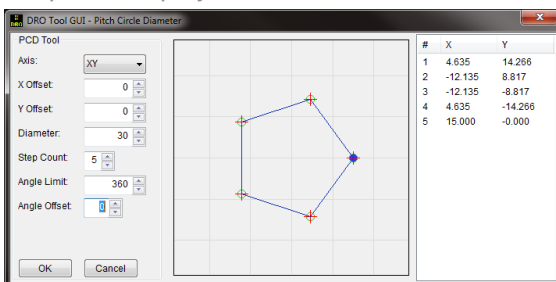 DRO Tool GUI - Pitch Circle Diameter
PCD Tool
Axis: XY
X Offset: 0
Y Offset: 0
Diameter: 30
Step Count: 5
Angle Limit: 360
Angle Offset: 0
OK Cancel
# X Y
1 4.635 14.266
2 -12.135 8.817
3 -12.135 -8.817
4 4.635 -14.266
5 15.000 -0.000